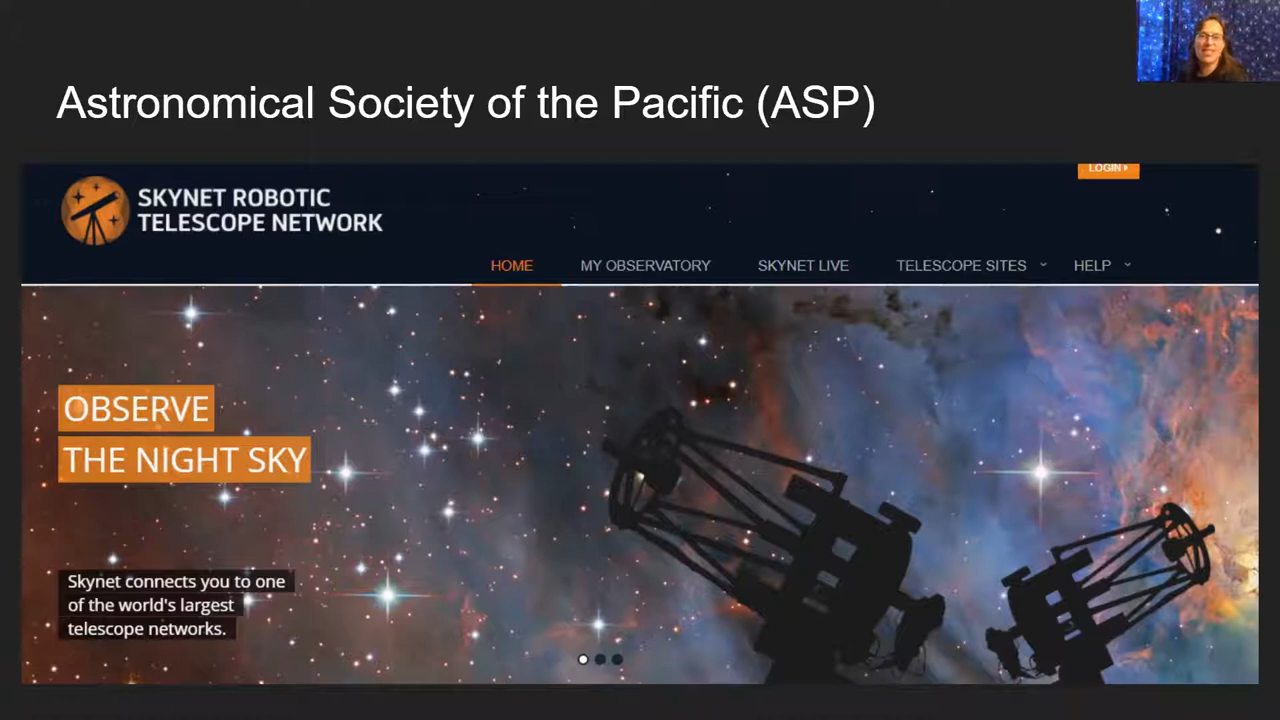 Astronomical Society of the Pacific (ASP)
LOGIN
SKYNET ROBOTIC
TELESCOPE NETWORK
HOME MY OBSERVATORY SKYNET LIVE TELESCOPE SITES HELP
OBSERVE
THE NIGHT SKY
Skynet connects you to one
of the world's largest
telescope networks.